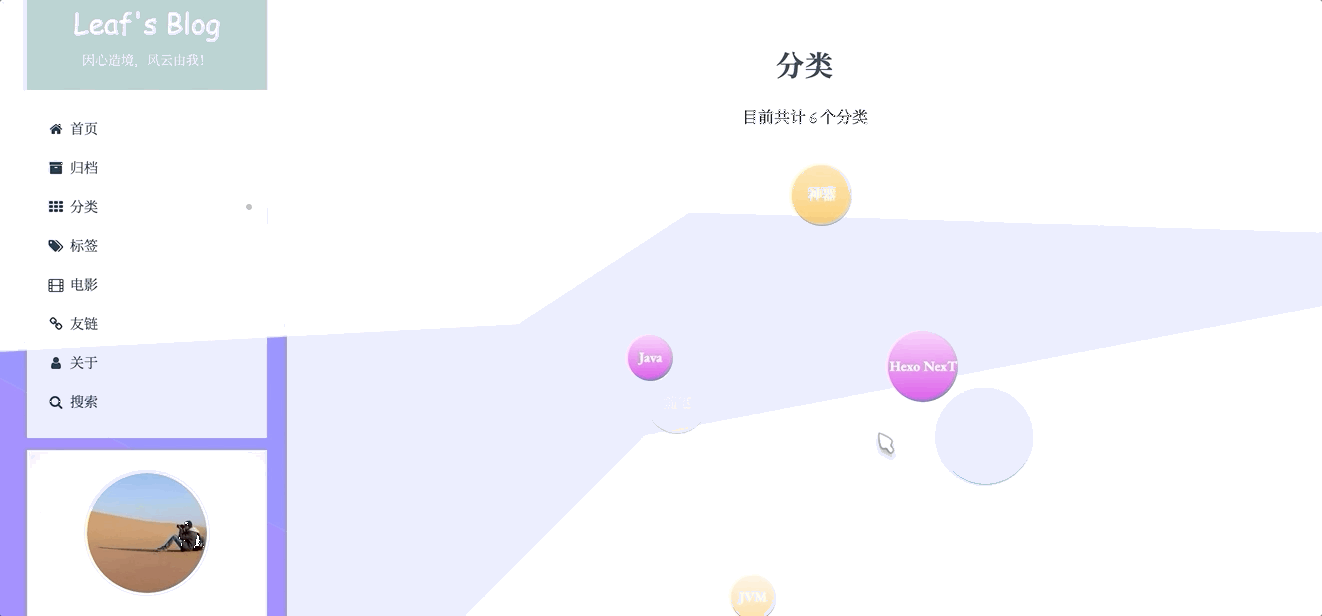 Leaf's Blog
因心造境，风云由我！
首页
归档
分类
标签
电影
友链
关于
搜索
分类
目前共计 6 个分类
神器
Java
Hexo NexT
JVM